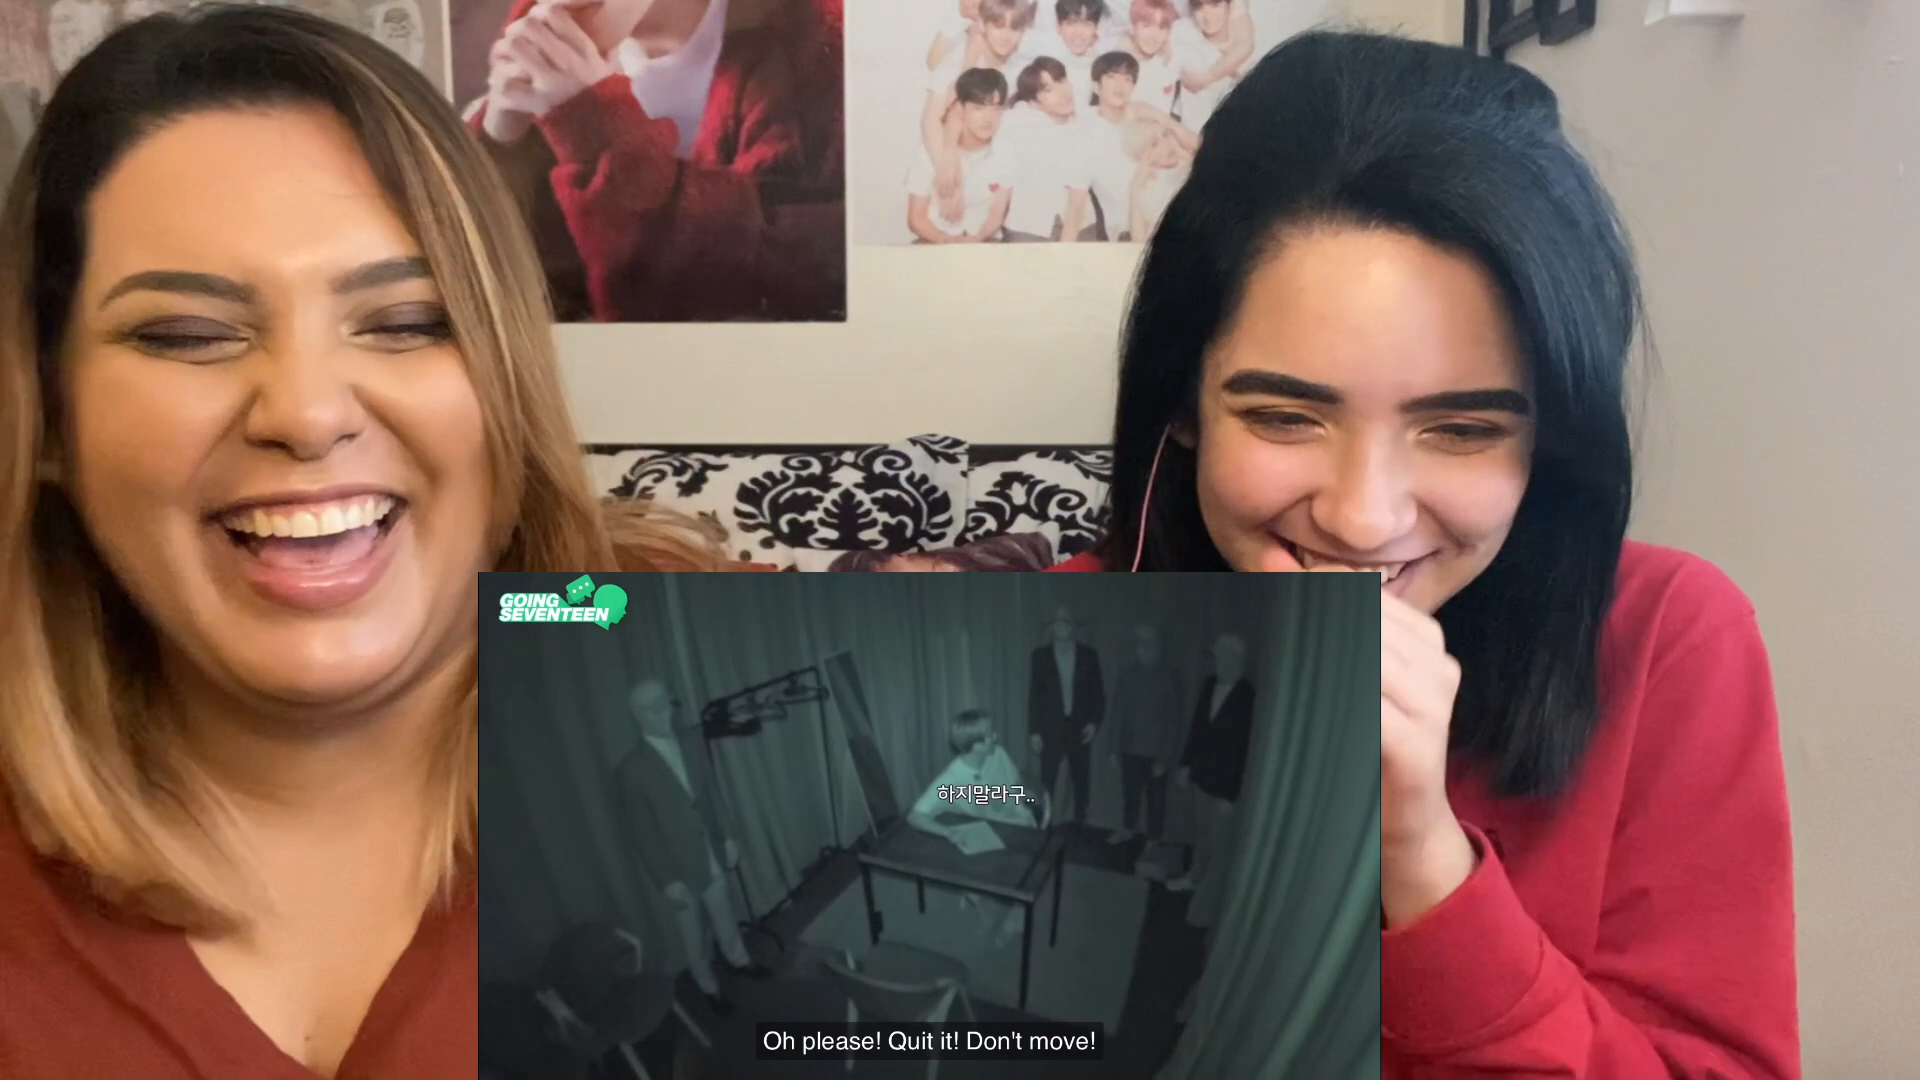 GOING
SEVENTEEN
하지말라구..
Oh please! Quit it! Don't move!